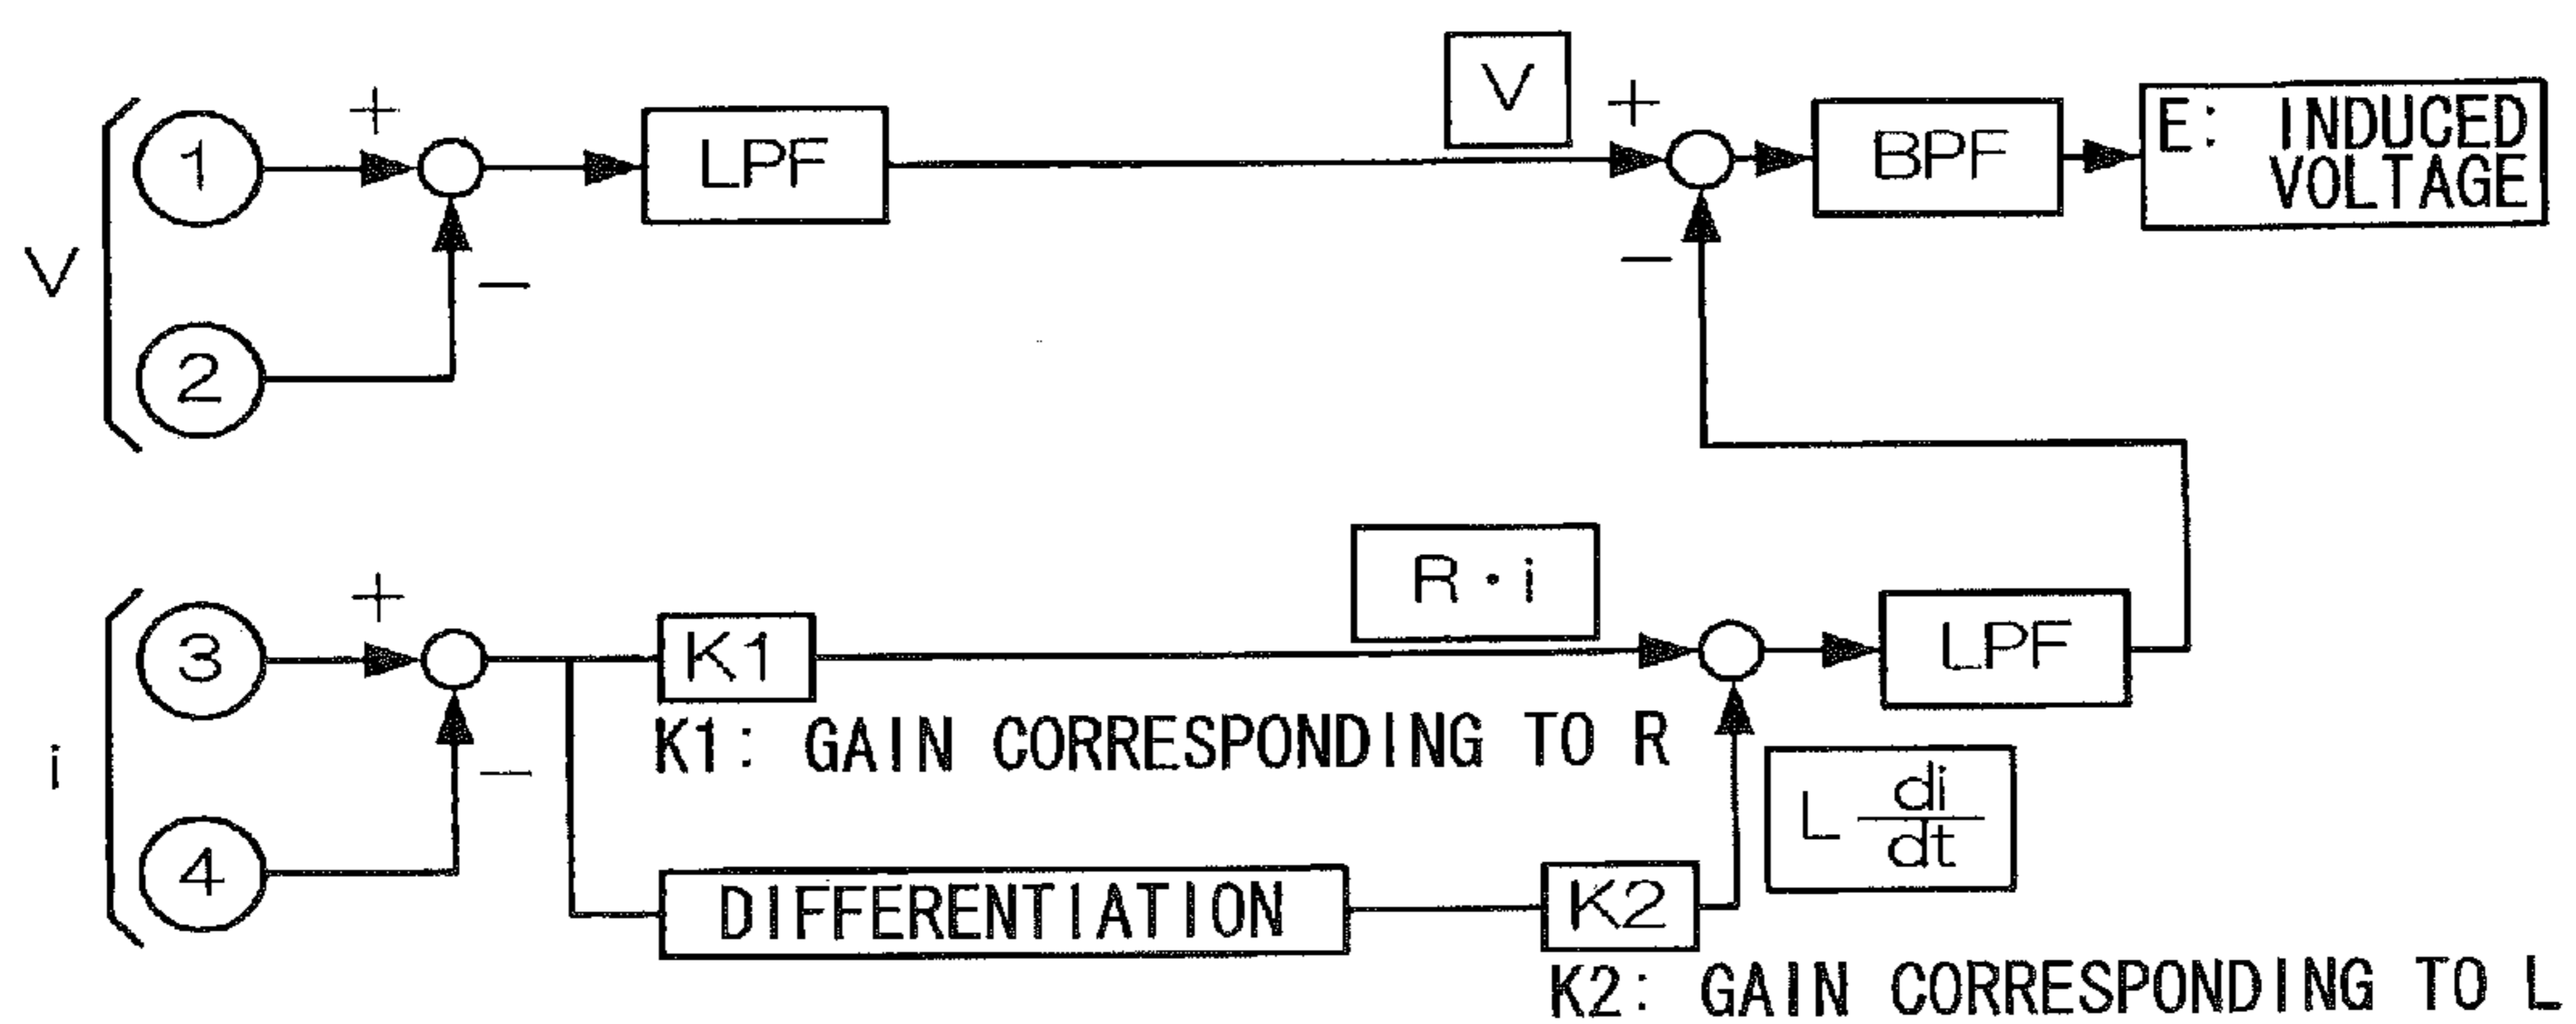 V
+
V
1
LPF
+
BPF
E: INDUCED
VOLTAGE
−
−
2
R·i
+
3
K1
LPF
K1: GAIN CORRESPONDING TO R
i
−
L di/dt
4
DIFFERENTIATION
K2
K2: GAIN CORRESPONDING TO L